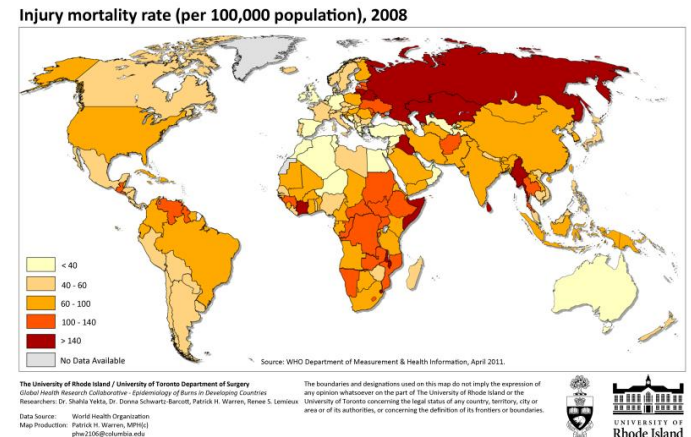 Injury mortality rate (per 100,000 population), 2008
< 40
40 - 60
60 - 100
100 - 140
> 140
No Data Available
Source: WHO Department of Measurement & Health Information, April 2011.
The University of Rhode Island / University of Toronto Department of Surgery
Global Health Research Collaborative - Epidemiology of Burns in Developing Countries
Researchers: Dr. Shahla Yekta, Dr. Donna Schwartz-Barcott, Patrick H. Warren, Renee S. Lemieux
Data Source: World Health Organization
Map Production: Patrick H. Warren, MPH(c)
phw2106@columbia.edu
The boundaries and designations used on this map do not imply the expression of
any opinion whatsoever on the part of The University of Rhode Island or the
University of Toronto concerning the legal status of any country, territory, city or
area or of its authorities, or concerning the definition of its frontiers or boundaries.
UNIVERSITY OF
Rhode Island